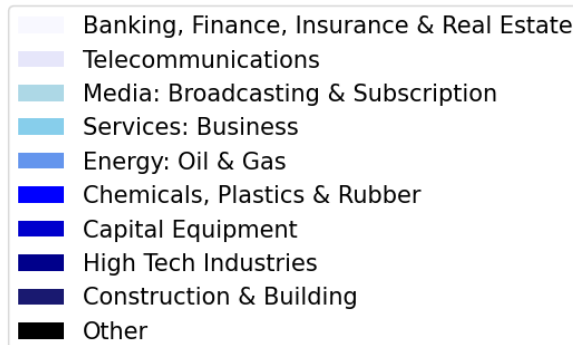 Banking, Finance, Insurance & Real Estate
Telecommunications
Media: Broadcasting & Subscription
Services: Business
Energy: Oil & Gas
Chemicals, Plastics & Rubber
Capital Equipment
High Tech Industries
Construction & Building
Other